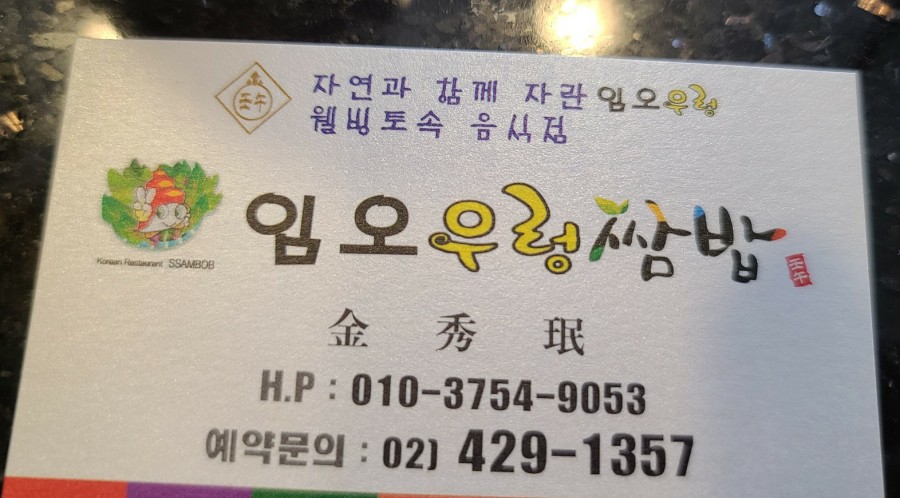 자연과 함께 자란 임오우렁
웰빙토속 음식점
임오우렁쌈밥
Korean Restaurant SSAMBOB
金 秀 珉
H.P : 010-3754-9053
예약문의 : 02) 429-1357